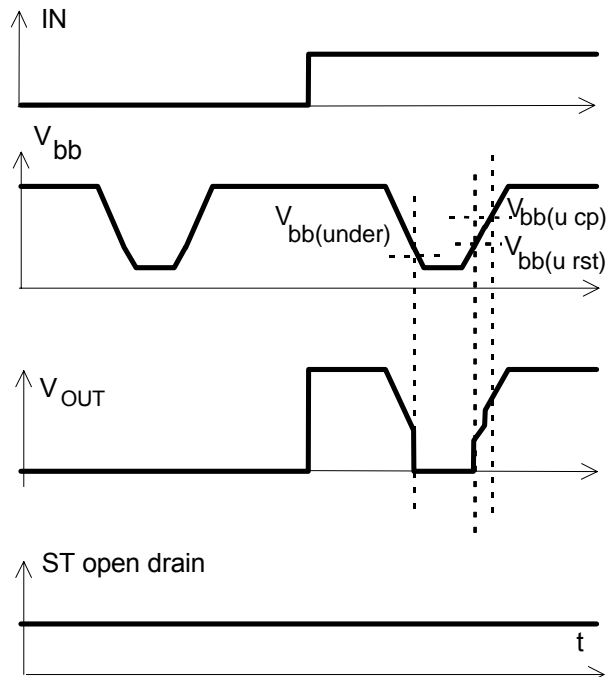 IN
V bb
V bb(under)
V bb(u cp)
V bb(u rst)
V OUT
ST open drain
t